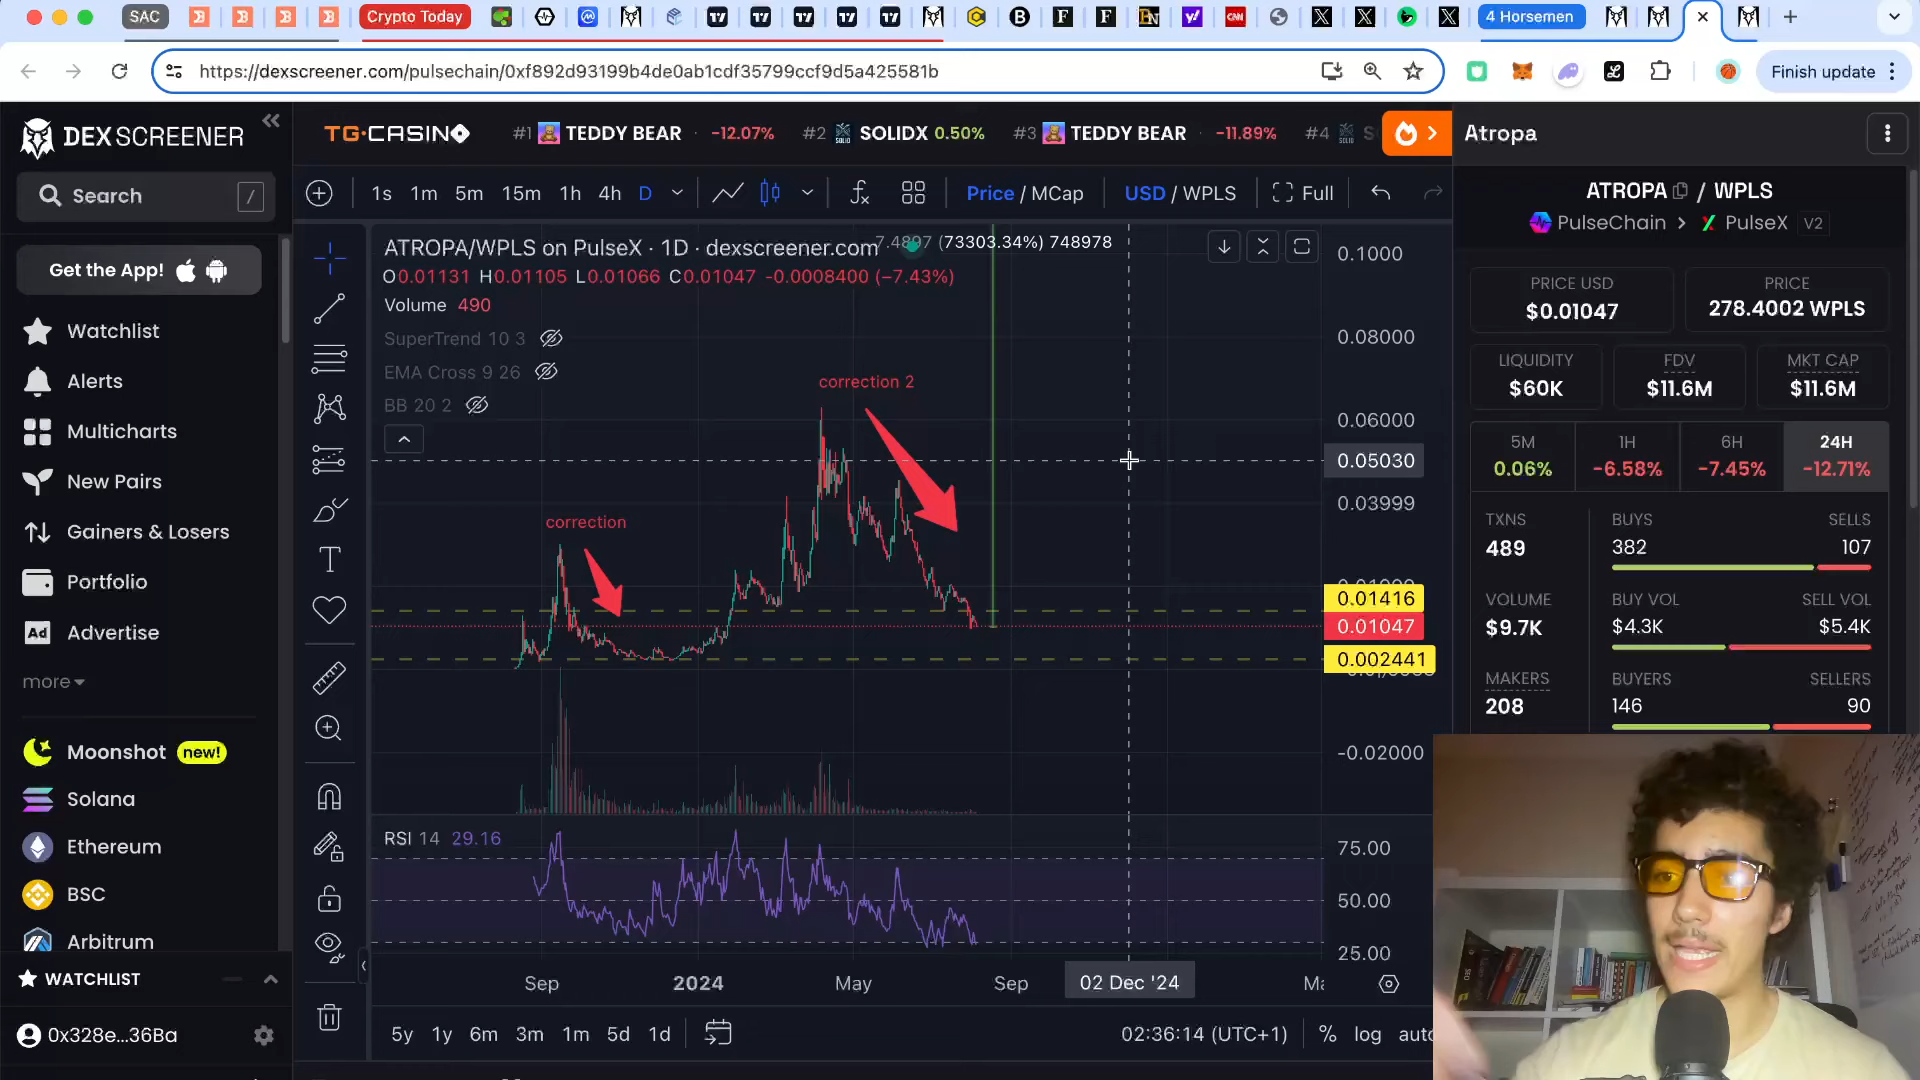 SAC
Crypto Today
4 Horsemen
https://dexscreener.com/pulsechain/0xf892d93199b4de0ab1cdf35799ccf9d5a425581b
Finish update
DEX SCREENER
Search
/
Get the App!
Watchlist
Alerts
Multicharts
New Pairs
Gainers & Losers
Portfolio
Ad Advertise
more
Moonshot new!
Solana
Ethereum
BSC
Arbitrum
WATCHLIST
0x328e...36Ba
TG.CASINO
#1 TEDDY BEAR -12.07% #2 SOLIDX 0.50% #3 TEDDY BEAR -11.89% #4
1s 1m 5m 15m 1h 4h D
Price / MCap
USD / WPLS
Full
ATROPA/WPLS on PulseX · 1D · dexscreener.com
7.4897 (73303.34%) 748978
O0.01131 H0.01105 L0.01066 C0.01047 -0.0008400 (−7.43%)
Volume 490
SuperTrend 10 3
EMA Cross 9 26
BB 20 2
correction 2
correction
0.1000
0.08000
0.06000
0.05030
0.03999
0.01416
0.01047
0.002441
-0.02000
RSI 14 29.16
75.00
50.00
25.00
Sep 2024 May Sep 02 Dec '24
5y 1y 6m 3m 1m 5d 1d
02:36:14 (UTC+1) % log auto
Atropa
ATROPA / WPLS
PulseChain > PulseX V2
PRICE USD
$0.01047
PRICE
278.4002 WPLS
LIQUIDITY
$60K
FDV
$11.6M
MKT CAP
$11.6M
5M
0.06%
1H
-6.58%
6H
-7.45%
24H
-12.71%
TXNS
489
BUYS
382
SELLS
107
VOLUME
$9.7K
BUY VOL
$4.3K
SELL VOL
$5.4K
MAKERS
208
BUYERS
146
SELLERS
90